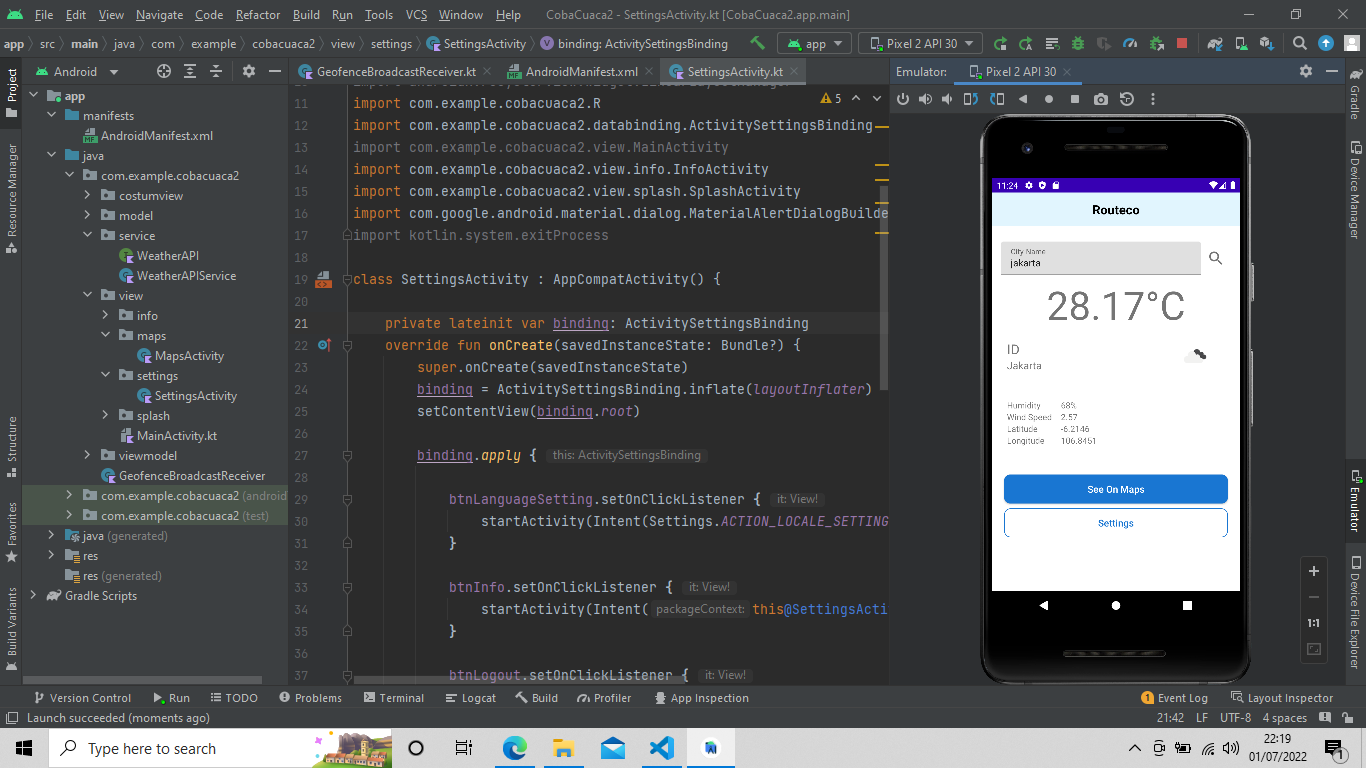 File Edit View Navigate Code Refactor Build Run Tools VCS Window Help CobaCuaca2 - SettingsActivity.kt [CobaCuaca2.app.main]
app src main java com example cobacuaca2 view settings SettingsActivity binding: ActivitySettingsBinding app Pixel 2 API 30
Android GeofenceBroadcastReceiver.kt AndroidManifest.xml SettingsActivity.kt Emulator: Pixel 2 API 30
Project
Resource Manager
Structure
Favorites
Build Variants
app
manifests
AndroidManifest.xml
java
com.example.cobacuaca2
costumview
model
service
WeatherAPI
WeatherAPIService
view
info
maps
MapsActivity
settings
SettingsActivity
splash
MainActivity.kt
viewmodel
GeofenceBroadcastReceiver
com.example.cobacuaca2 (android
com.example.cobacuaca2 (test)
java (generated)
res
res (generated)
Gradle Scripts
5
11 import com.example.cobacuaca2.R
12 import com.example.cobacuaca2.databinding.ActivitySettingsBinding
13 import com.example.cobacuaca2.view.MainActivity
14 import com.example.cobacuaca2.view.info.InfoActivity
15 import com.example.cobacuaca2.view.splash.SplashActivity
16 import com.google.android.material.dialog.MaterialAlertDialogBuilde
17 import kotlin.system.exitProcess
18
19 class SettingsActivity : AppCompatActivity() {
20
21 private lateinit var binding: ActivitySettingsBinding
22 override fun onCreate(savedInstanceState: Bundle?) {
23 super.onCreate(savedInstanceState)
24 binding = ActivitySettingsBinding.inflate(layoutInflater)
25 setContentView(binding.root)
26
27 binding.apply { this: ActivitySettingsBinding
28
29 btnLanguageSetting.setOnClickListener { it: View!
30 startActivity(Intent(Settings.ACTION_LOCALE_SETTING
31 }
32
33 btnInfo.setOnClickListener { it: View!
34 startActivity(Intent( packageContext: this@SettingsActi
35 }
36
37 btnLogout.setOnClickListener { it: View!
11:24
Routeco
City Name
jakarta
28.17°C
ID
Jakarta
Humidity 68%
Wind Speed 2.57
Latitude -6.2146
Longitude 106.8451
See On Maps
Settings
1:1
Gradle
Device Manager
Emulator
Device File Explorer
Version Control Run TODO Problems Terminal Logcat Build Profiler App Inspection 1 Event Log Layout Inspector
Launch succeeded (moments ago) 21:42 LF UTF-8 4 spaces
Type here to search 22:19
01/07/2022 1